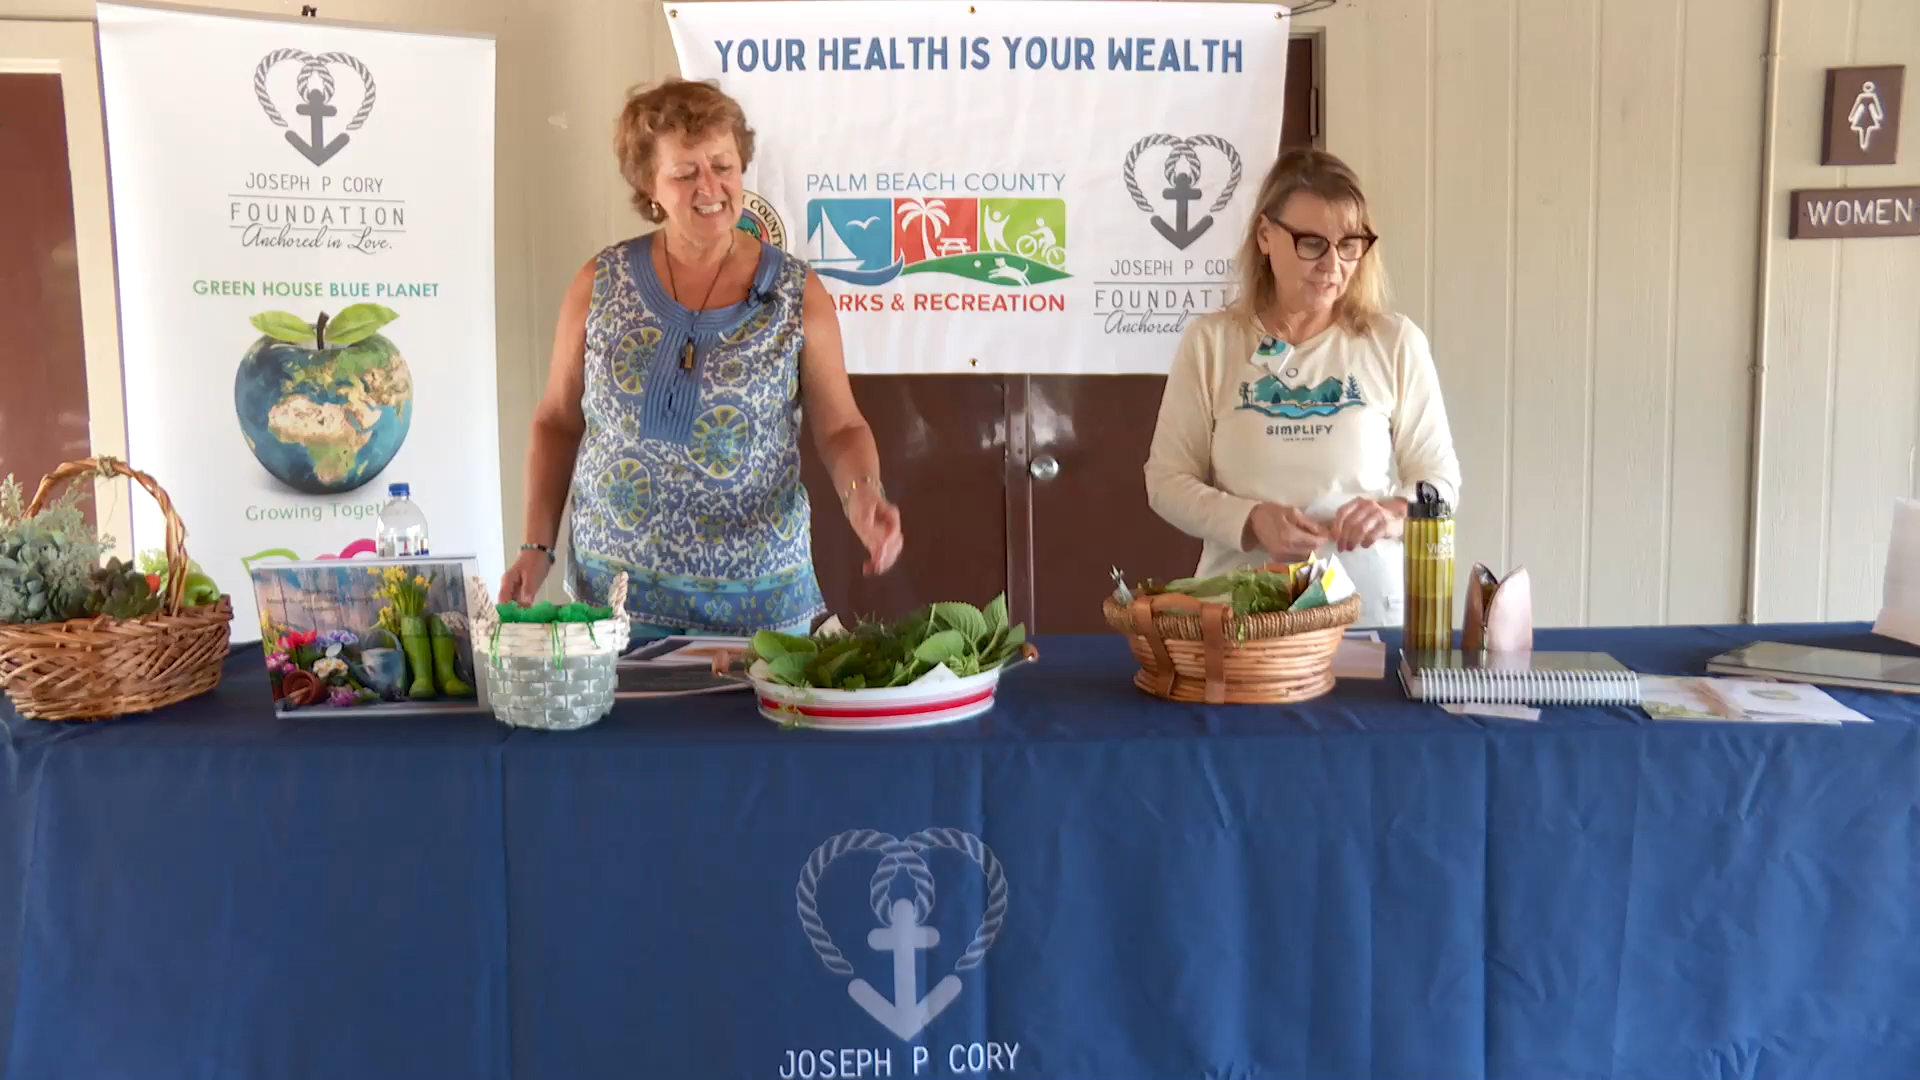 JOSEPH P CORY
FOUNDATION
Anchored in Love.
GREEN HOUSE BLUE PLANET
Growing Toget
YOUR HEALTH IS YOUR WEALTH
COUNTY
PALM BEACH COUNTY
ARKS & RECREATION
JOSEPH P COR
FOUNDATI
Anchored
WOMEN
SIMPLIFY
JOSEPH P CORY